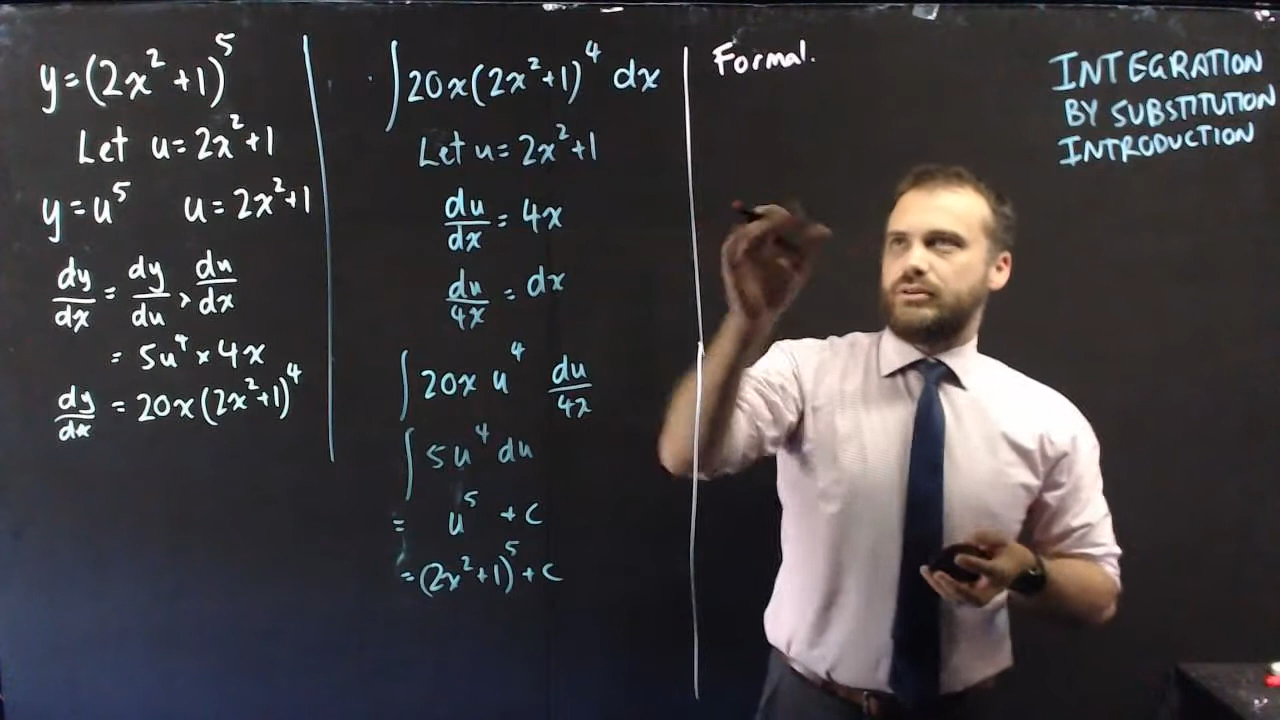 y=(2x²+1)⁵
Let u=2x²+1
y=u⁵ u=2x²+1
dy/dx = dy/du × du/dx
= 5u⁴ × 4x
dy/dx = 20x(2x²+1)⁴
∫20x(2x²+1)⁴ dx
Let u=2x²+1
du/dx = 4x
du/4x = dx
∫20x u⁴ du/4x
∫5u⁴ du
= u⁵ + c
=(2x²+1)⁵+c
Formal.
INTEGRATION
BY SUBSTITUTION
INTRODUCTION